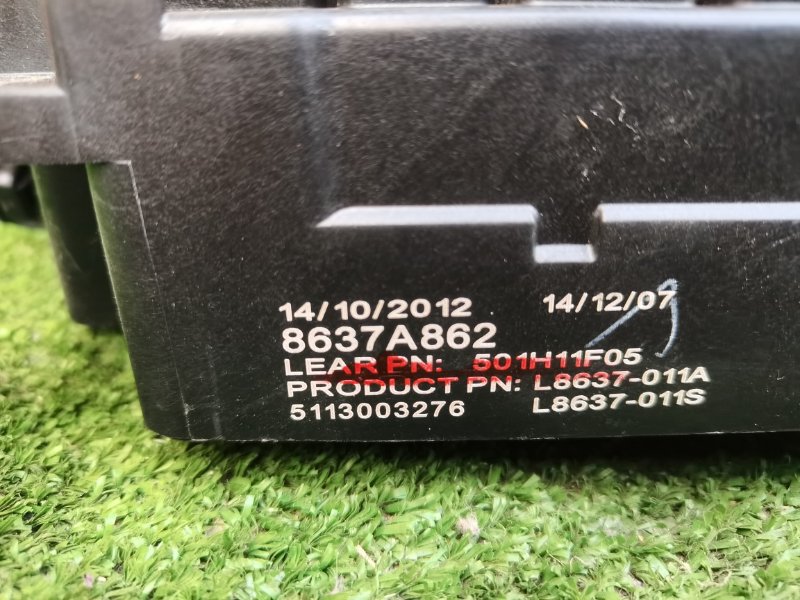 14/10/2012 14/12/07
8637A862
LEAR PN: 501H11F05
PRODUCT PN: L8637-011A
5113003276 L8637-011S